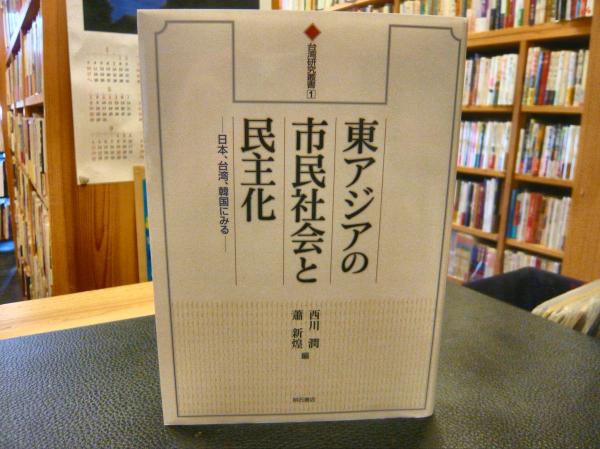 台湾研究叢書1
東アジアの
市民社会と
民主化
―日本、台湾、韓国にみる―
西川 潤
蕭 新煌 編
明石書店